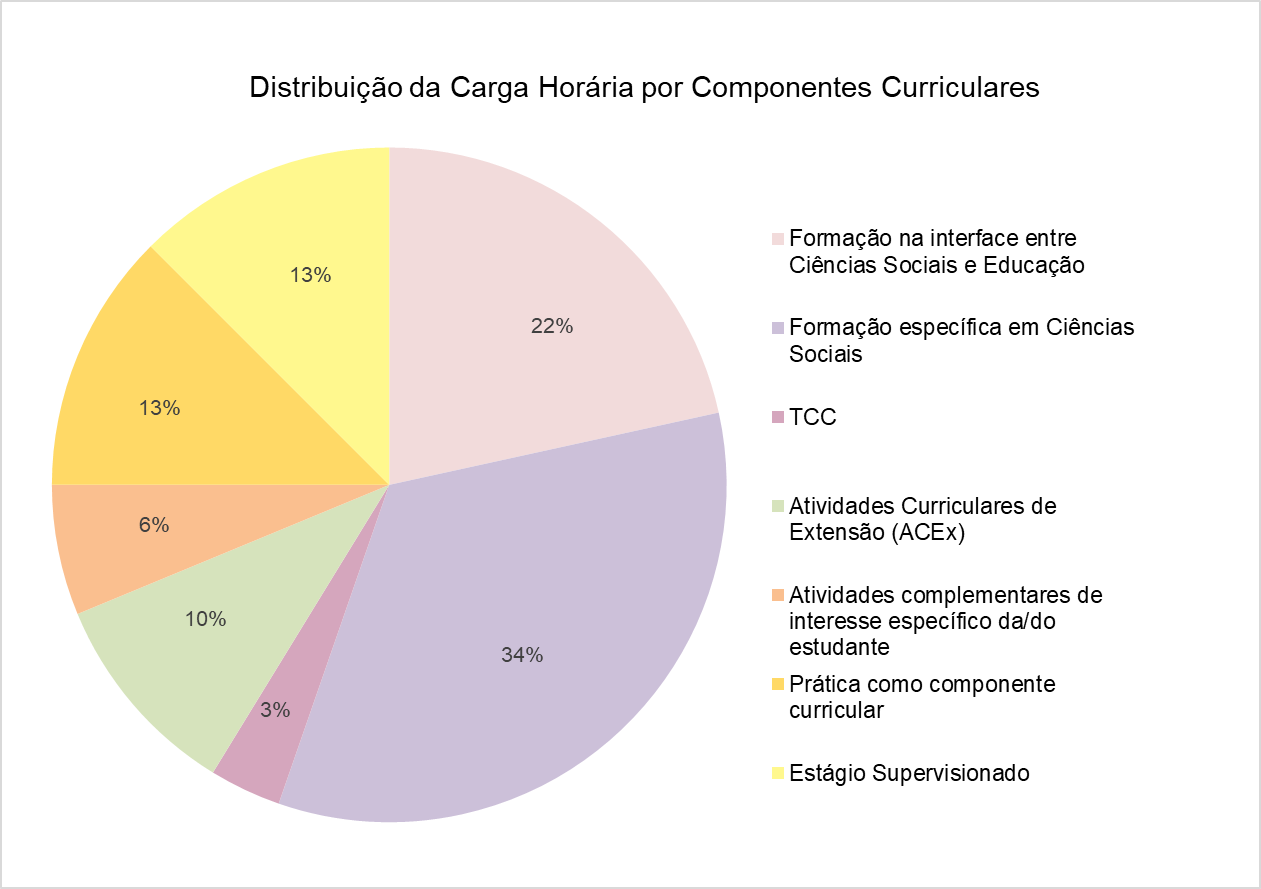 Distribuição da Carga Horária por Componentes Curriculares
13%
22%
13%
6%
10%
34%
3%
Formação na interface entre
Ciências Sociais e Educação
Formação específica em Ciências
Sociais
TCC
Atividades Curriculares de
Extensão (ACEx)
Atividades complementares de
interesse específico da/do
estudante
Prática como componente
curricular
Estágio Supervisionado